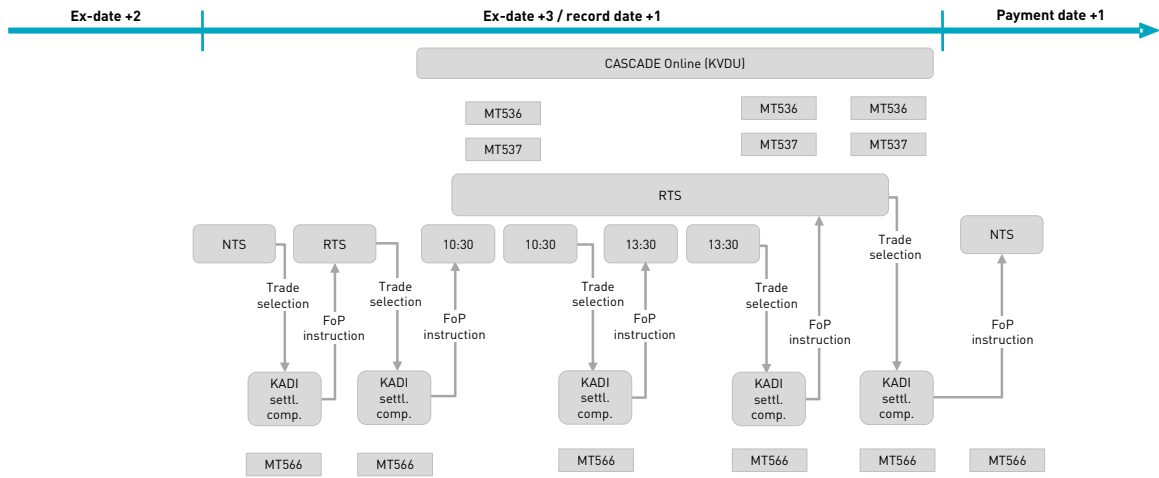 Ex-date +2
Ex-date +3 / record date +1
Payment date +1
CASCADE Online (KVDU)
MT536
MT536
MT536
MT537
MT537
MT537
RTS
NTS
RTS
10:30
10:30
13:30
13:30
NTS
Trade
selection
FoP
instruction
Trade
selection
FoP
instruction
Trade
selection
FoP
instruction
Trade
selection
FoP
instruction
Trade
selection
FoP
instruction
KADI
settl.
comp.
KADI
settl.
comp.
KADI
settl.
comp.
KADI
settl.
comp.
KADI
settl.
comp.
MT566
MT566
MT566
MT566
MT566
MT566